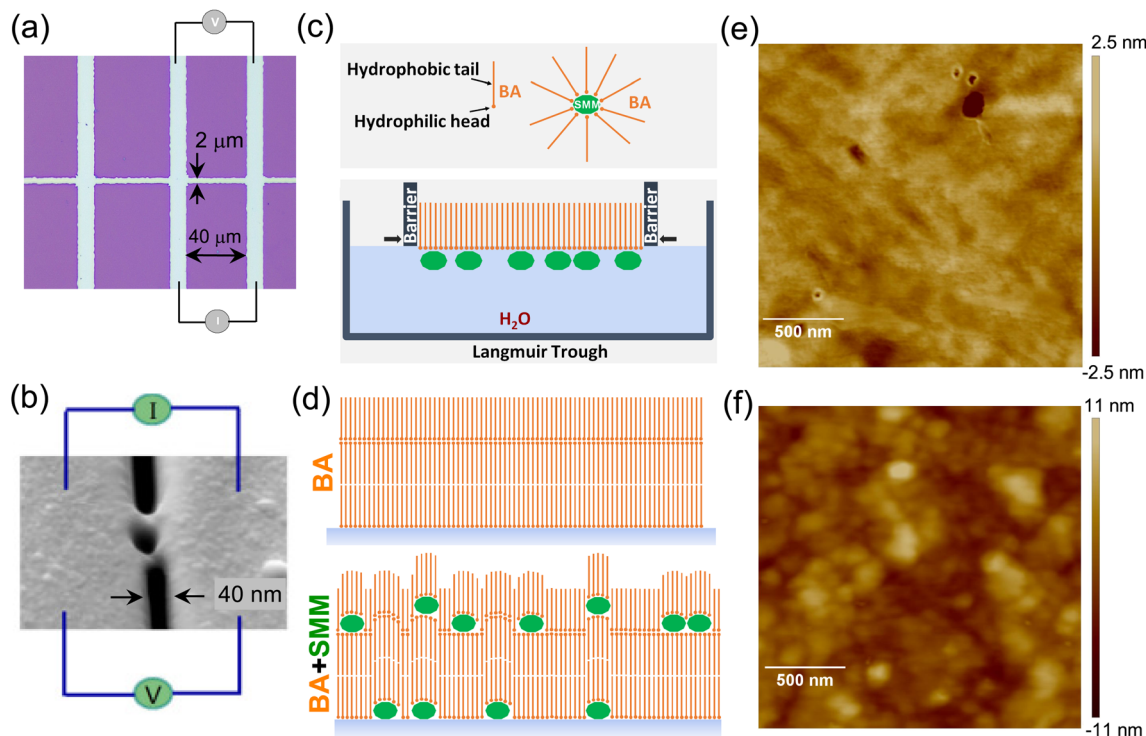 (a)
V
2 μm
40 μm
I
(b)
I
40 nm
V
(c)
Hydrophobic tail
BA
Hydrophilic head
SMM
BA
Barrier
Barrier
H₂O
Langmuir Trough
(d)
BA
BA+SMM
(e)
2.5 nm
500 nm
-2.5 nm
(f)
11 nm
500 nm
-11 nm